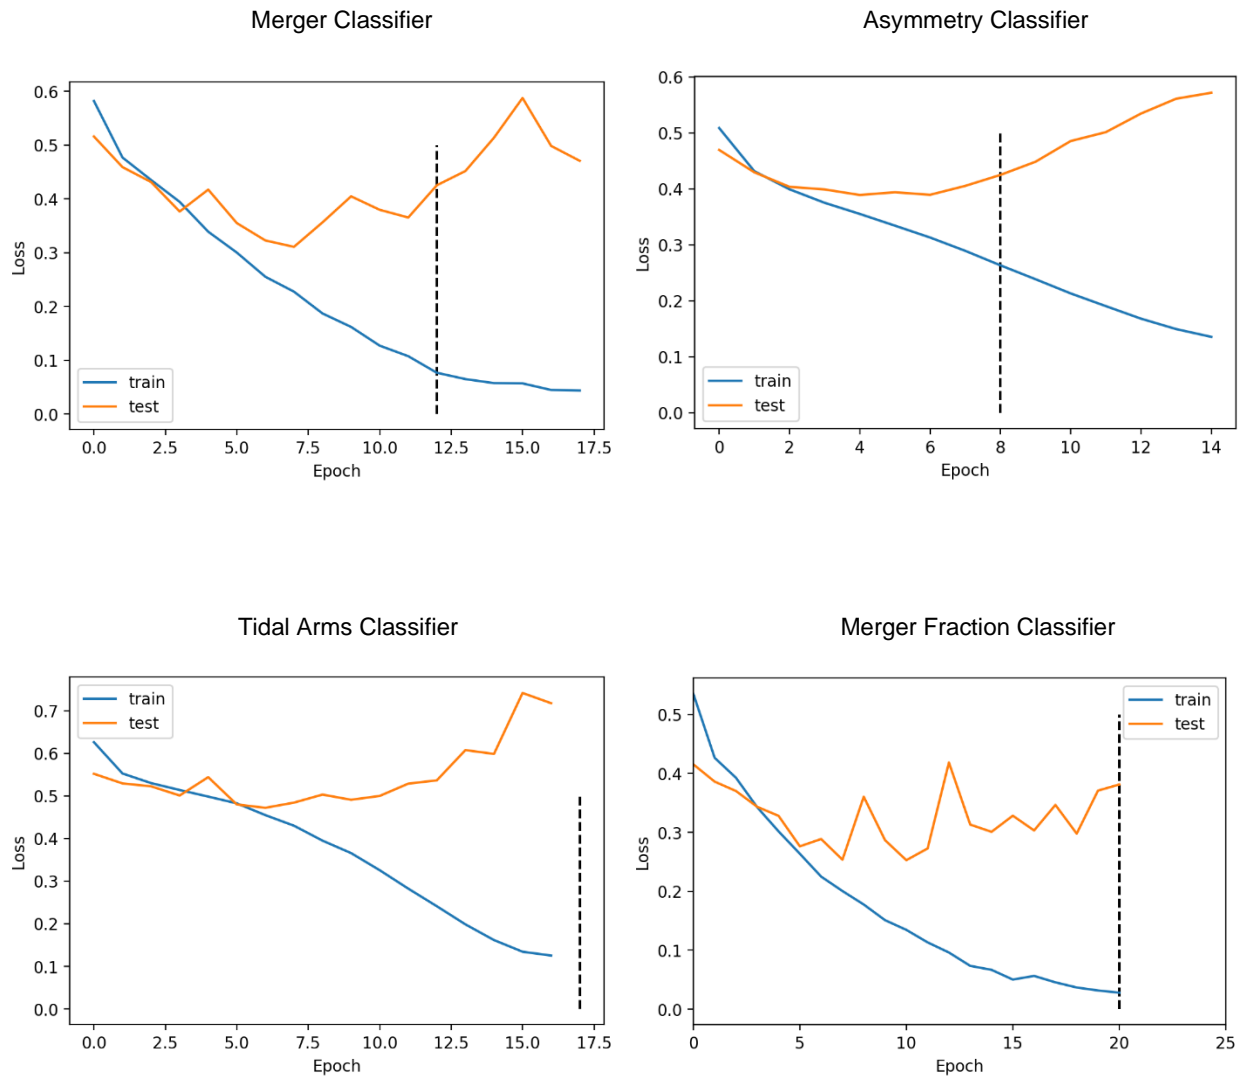 Merger Classifier
0.6
0.5
0.4
0.3
0.2
0.1
0.0
Loss
train
test
0.0 2.5 5.0 7.5 10.0 12.5 15.0 17.5
Epoch
Asymmetry Classifier
0.6
0.5
0.4
0.3
0.2
0.1
0.0
Loss
train
test
0 2 4 6 8 10 12 14
Epoch
Tidal Arms Classifier
train
test
0.7
0.6
0.5
0.4
0.3
0.2
0.1
0.0
Loss
0.0 2.5 5.0 7.5 10.0 12.5 15.0 17.5
Epoch
Merger Fraction Classifier
train
test
0.5
0.4
0.3
0.2
0.1
0.0
Loss
0 5 10 15 20 25
Epoch